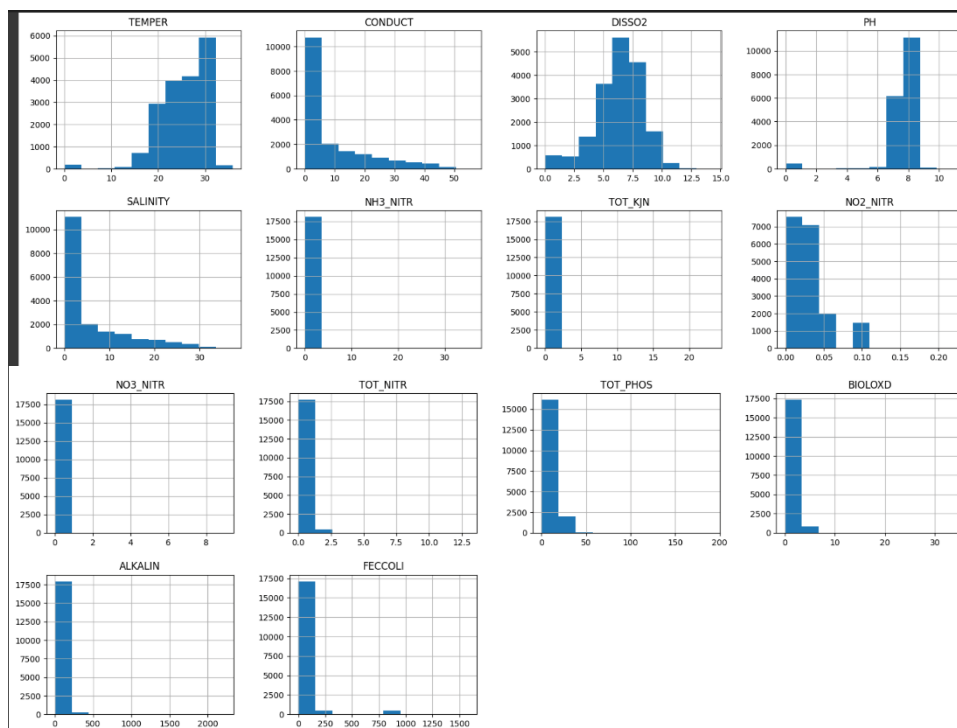 TEMPER CONDUCT DISSO2 PH
6000 5000 4000 3000 2000 1000 0
0 10 20 30
10000 8000 6000 4000 2000 0
0 10 20 30 40 50
5000 4000 3000 2000 1000 0
0.0 2.5 5.0 7.5 10.0 12.5 15.0
10000 8000 6000 4000 2000 0
0 2 4 6 8 10
SALINITY NH3_NITR TOT_KJN NO2_NITR
10000 8000 6000 4000 2000 0
0 10 20 30
17500 15000 12500 10000 7500 5000 2500 0
0 10 20 30
17500 15000 12500 10000 7500 5000 2500 0
0 5 10 15 20
7000 6000 5000 4000 3000 2000 1000 0
0.00 0.05 0.10 0.15 0.20
NO3_NITR TOT_NITR TOT_PHOS BIOLOXD
17500 15000 12500 10000 7500 5000 2500 0
0 2 4 6 8
17500 15000 12500 10000 7500 5000 2500 0
0.0 2.5 5.0 7.5 10.0 12.5
15000 12500 10000 7500 5000 2500 0
0 50 100 150 200
17500 15000 12500 10000 7500 5000 2500 0
0 10 20 30
ALKALIN FECCOLI
17500 15000 12500 10000 7500 5000 2500 0
0 500 1000 1500 2000
17500 15000 12500 10000 7500 5000 2500 0
0 250 500 750 1000 1250 1500